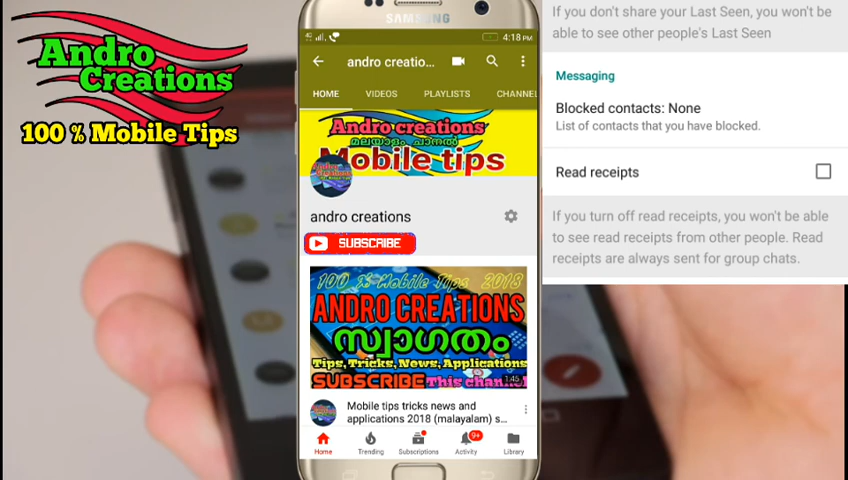 Andro
Creations
100 % Mobile Tips
SAMSUNG
4:18 PM
andro creatio...
HOME VIDEOS PLAYLISTS CHANNEL
Andro creations
മലയാളം ചാനൽ
Mobile tips
andro creations
SUBSCRIBE
100 % Mobile Tips 2018
ANDRO CREATIONS
സ്വാഗതം
Tips, Tricks, News, Applications
SUBSCRIBE This channel
1:45
Mobile tips tricks news and
applications 2018 (malayalam) s...
9+
Home Trending Subscriptions Activity Library
If you don't share your Last Seen, you won't be
able to see other people's Last Seen
Messaging
Blocked contacts: None
List of contacts that you have blocked.
Read receipts
If you turn off read receipts, you won't be able
to see read receipts from other people. Read
receipts are always sent for group chats.